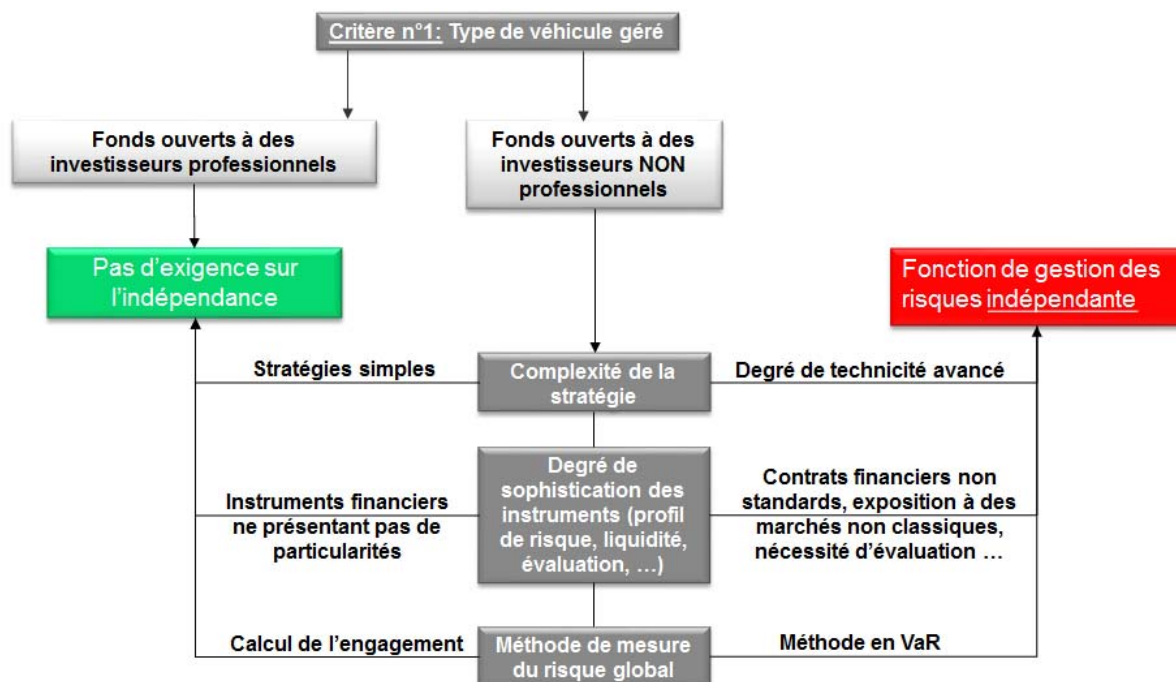 Critère n°1: Type de véhicule géré
Fonds ouverts à des
investisseurs professionnels
Fonds ouverts à des
investisseurs NON
professionnels
Pas d'exigence sur
l'indépendance
Fonction de gestion des
risques indépendante
Stratégies simples
Complexité de la
stratégie
Degré de technicité avancé
Instruments financiers
ne présentant pas de
particularités
Degré de
sophistication des
instruments (profil
de risque, liquidité,
évaluation, ...)
Contrats financiers non
standards, exposition à des
marchés non classiques,
nécessité d'évaluation ...
Calcul de l'engagement
Méthode de mesure
du risque global
Méthode en VaR